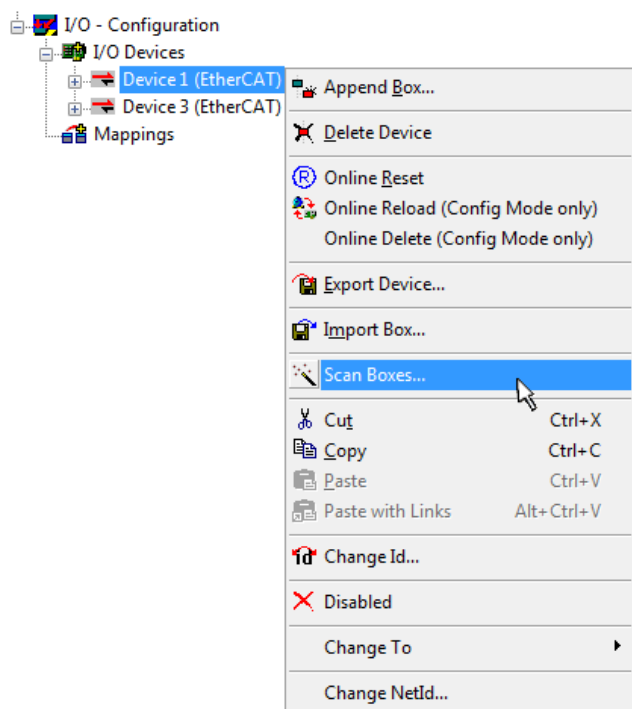 I/O - Configuration
I/O Devices
Device 1 (EtherCAT)
Device 3 (EtherCAT)
Mappings
Append Box...
Delete Device
Online Reset
Online Reload (Config Mode only)
Online Delete (Config Mode only)
Export Device...
Import Box...
Scan Boxes...
Cut Ctrl+X
Copy Ctrl+C
Paste Ctrl+V
Paste with Links Alt+Ctrl+V
Change Id...
Disabled
Change To
Change NetId...